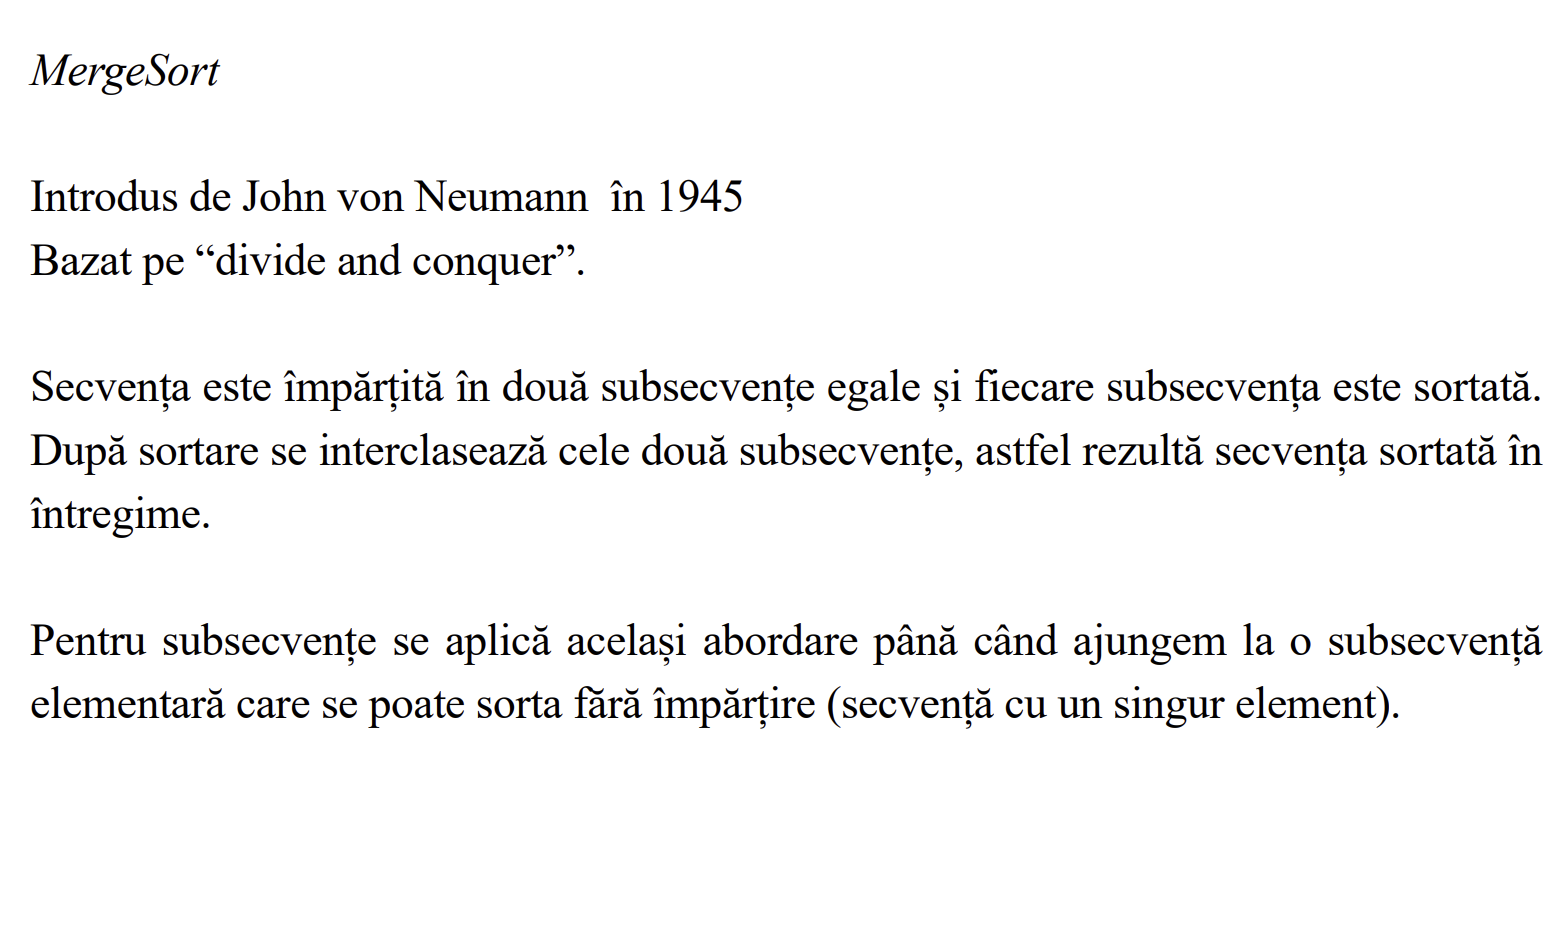 MergeSort
Introdus de John von Neumann  în 1945
Bazat pe “divide and conquer”.
Secvența este împărțită în două subsecvențe egale și fiecare subsecvența este sortată.
După sortare se interclasează cele două subsecvențe, astfel rezultă secvența sortată în
întregime.
Pentru subsecvențe se aplică același abordare până când ajungem la o subsecvență
elementară care se poate sorta fără împărțire (secvență cu un singur element).